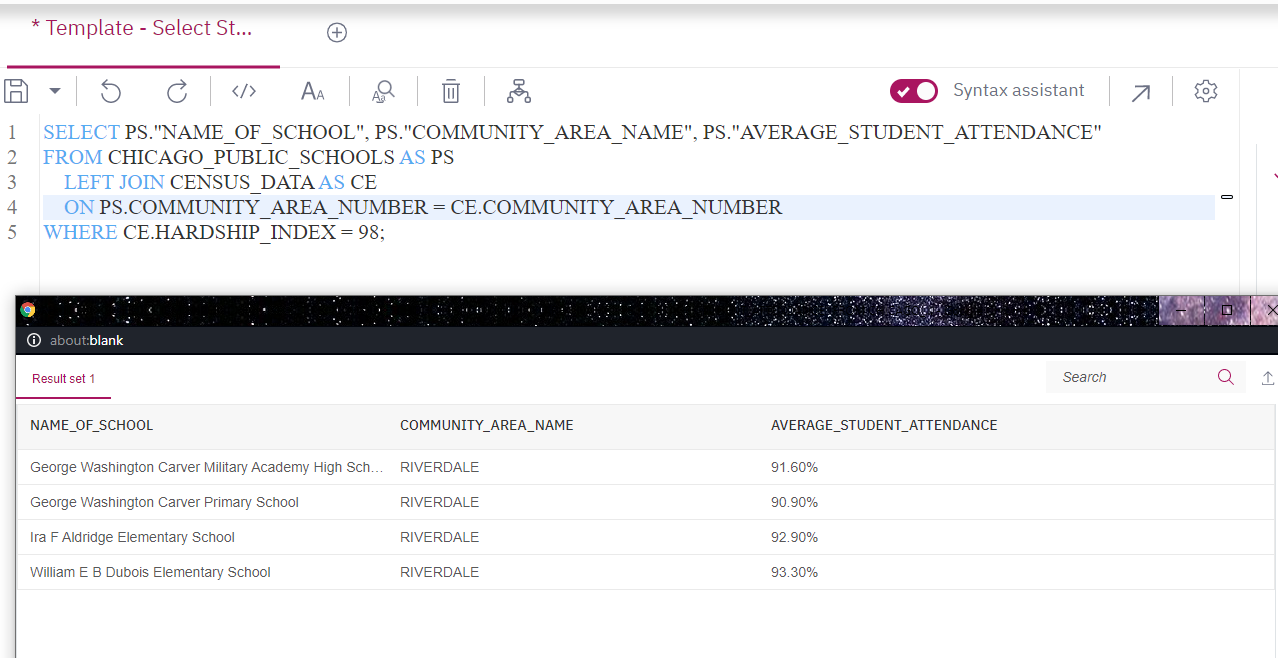 * Template - Select St...
Syntax assistant
1 SELECT PS."NAME_OF_SCHOOL", PS."COMMUNITY_AREA_NAME", PS."AVERAGE_STUDENT_ATTENDANCE"
2 FROM CHICAGO_PUBLIC_SCHOOLS AS PS
3 LEFT JOIN CENSUS_DATA AS CE
4 ON PS.COMMUNITY_AREA_NUMBER = CE.COMMUNITY_AREA_NUMBER
5 WHERE CE.HARDSHIP_INDEX = 98;
about:blank
Result set 1
Search
NAME_OF_SCHOOL COMMUNITY_AREA_NAME AVERAGE_STUDENT_ATTENDANCE
George Washington Carver Military Academy High Sch... RIVERDALE 91.60%
George Washington Carver Primary School RIVERDALE 90.90%
Ira F Aldridge Elementary School RIVERDALE 92.90%
William E B Dubois Elementary School RIVERDALE 93.30%